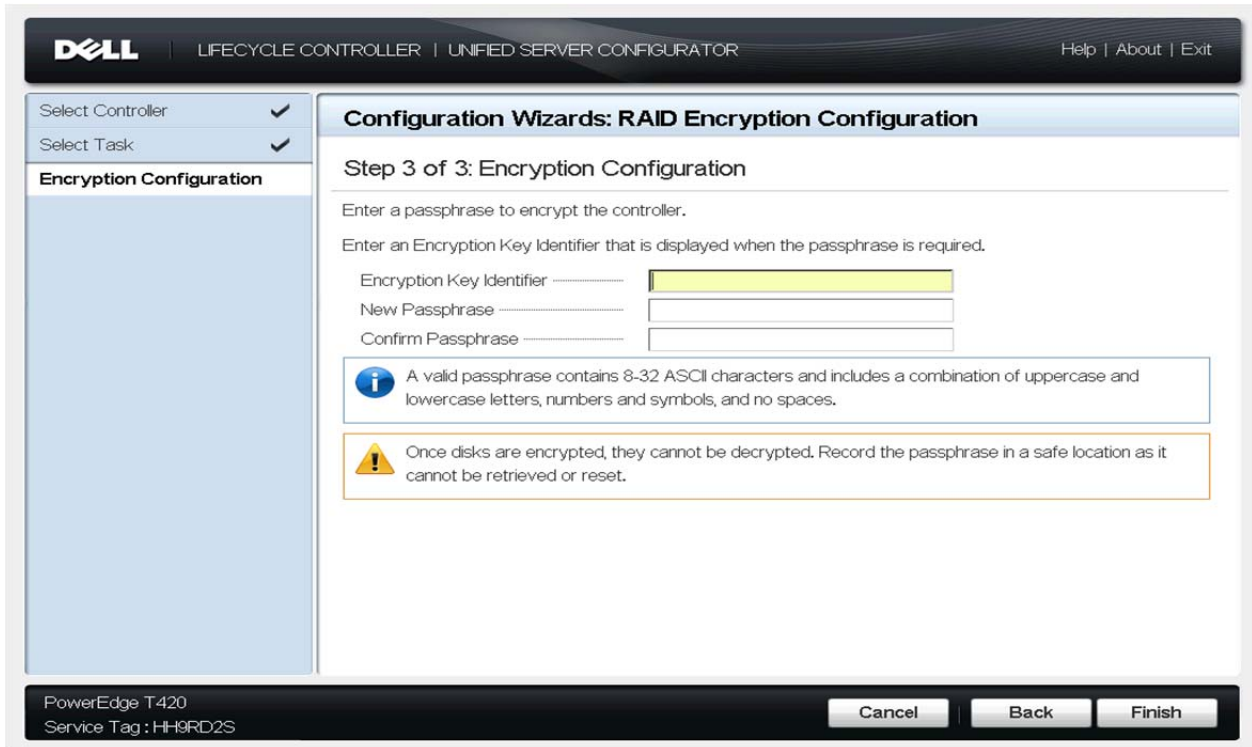 DELL
LIFECYCLE CONTROLLER | UNIFIED SERVER CONFIGURATOR
Help | About | Exit
Select Controller
Select Task
Encryption Configuration
Configuration Wizards: RAID Encryption Configuration
Step 3 of 3: Encryption Configuration
Enter a passphrase to encrypt the controller.
Enter an Encryption Key Identifier that is displayed when the passphrase is required.
Encryption Key Identifier
New Passphrase
Confirm Passphrase
A valid passphrase contains 8-32 ASCII characters and includes a combination of uppercase and
lowercase letters, numbers and symbols, and no spaces.
Once disks are encrypted, they cannot be decrypted. Record the passphrase in a safe location as it
cannot be retrieved or reset.
PowerEdge T420
Service Tag : HH9RD2S
Cancel | Back Finish